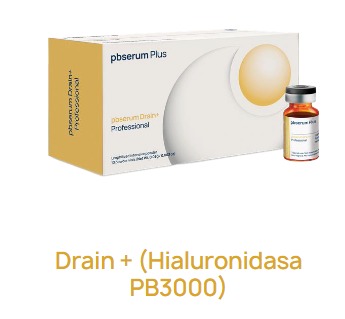 pbserum Plus
pbserum Drain+
Professional
pbserum Drain+
Professional
pbserum Plus
Drain + (Hialuronidasa
PB3000)